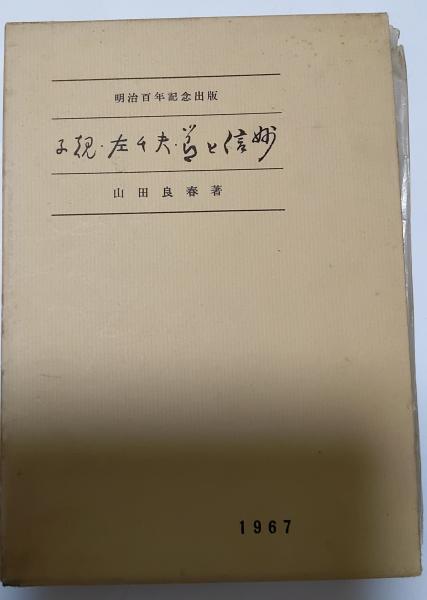 明治百年記念出版
子規・左千夫・節と信妙
山田良春著
1967